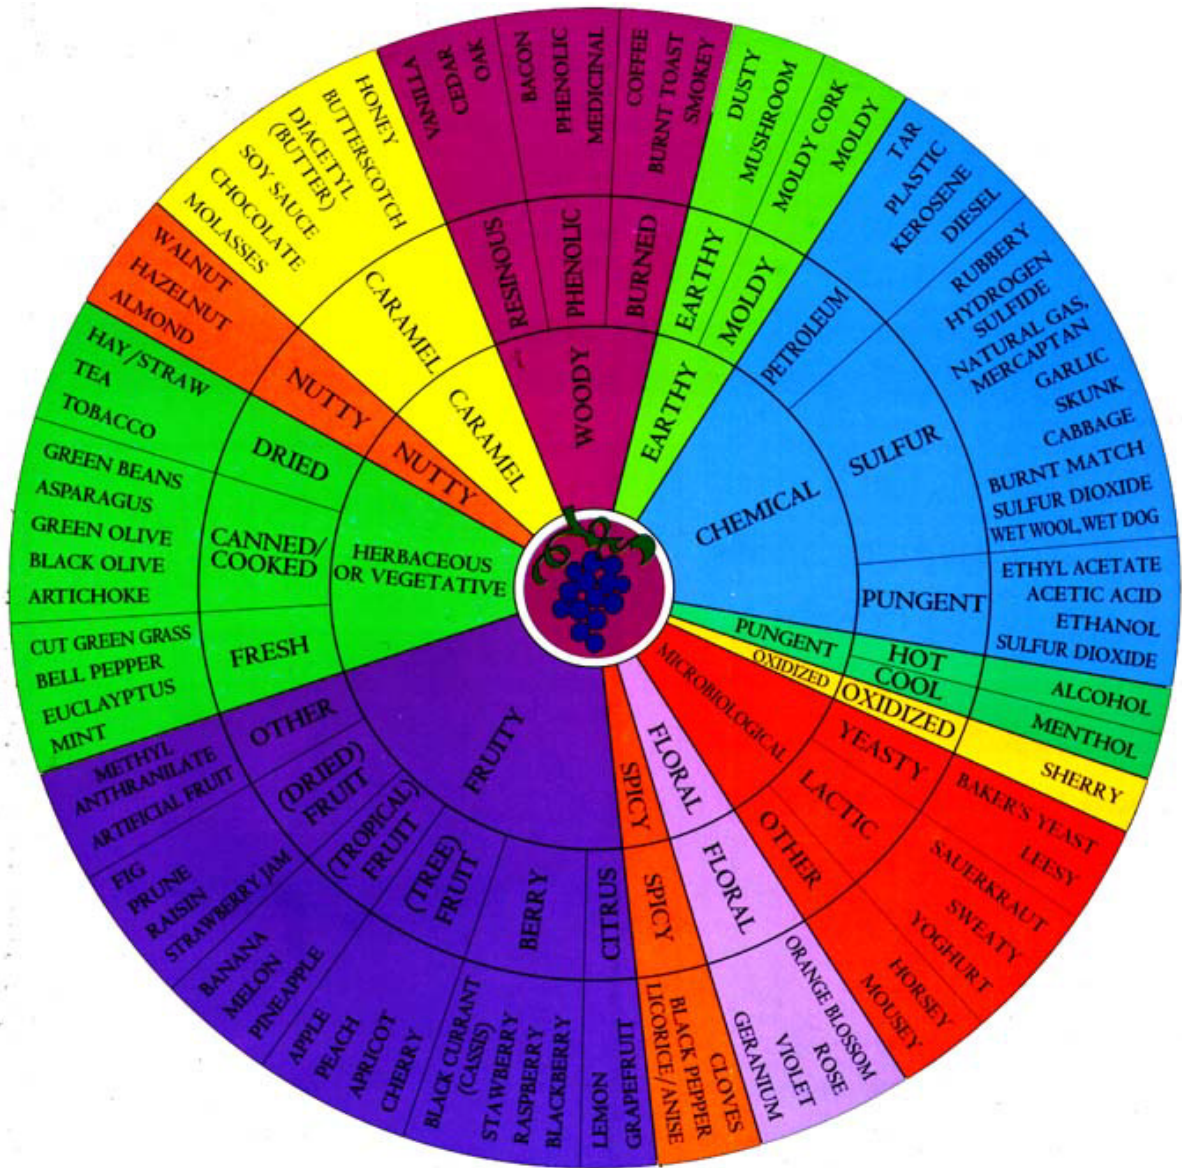 WOODY
RESINOUS
VANILLA
CEDAR
OAK
PHENOLIC
BACON
PHENOLIC
MEDICINAL
BURNED
COFFEE
BURNT TOAST
SMOKEY
EARTHY
EARTHY
DUSTY
MUSHROOM
MOLDY
MOLDY CORK
MOLDY
CHEMICAL
PETROLEUM
TAR
PLASTIC
KEROSENE
DIESEL
SULFUR
RUBBERY
HYDROGEN
SULFIDE
NATURAL GAS,
MERCAPTAN
GARLIC
SKUNK
CABBAGE
BURNT MATCH
SULFUR DIOXIDE
WET WOOL, WET DOG
PUNGENT
ETHYL ACETATE
ACETIC ACID
ETHANOL
SULFUR DIOXIDE
PUNGENT
HOT
ALCOHOL
COOL
MENTHOL
OXIDIZED
OXIDIZED
SHERRY
MICROBIOLOGICAL
YEASTY
BAKER'S YEAST
LEESY
LACTIC
SAUERKRAUT
SWEATY
YOGHURT
OTHER
HORSEY
MOUSEY
FLORAL
FLORAL
ORANGE BLOSSOM
ROSE
VIOLET
GERANIUM
SPICY
SPICY
CLOVES
BLACK PEPPER
LICORICE/ANISE
FRUITY
CITRUS
LEMON
GRAPEFRUIT
BERRY
BLACK CURRANT
(CASSIS)
STAWBERRY
RASPBERRY
BLACKBERRY
(TREE)
FRUIT
APPLE
PEACH
APRICOT
CHERRY
(TROPICAL)
FRUIT
BANANA
MELON
PINEAPPLE
(DRIED)
FRUIT
FIG
PRUNE
RAISIN
STRAWBERRY JAM
OTHER
METHYL
ANTHRANILATE
ARTIFICIAL FRUIT
HERBACEOUS
OR VEGETATIVE
FRESH
CUT GREEN GRASS
BELL PEPPER
EUCLAYPTUS
MINT
CANNED/
COOKED
GREEN BEANS
ASPARAGUS
GREEN OLIVE
BLACK OLIVE
ARTICHOKE
DRIED
HAY/STRAW
TEA
TOBACCO
NUTTY
NUTTY
WALNUT
HAZELNUT
ALMOND
CARAMEL
CARAMEL
HONEY
BUTTERSCOTCH
DIACETYL
(BUTTER)
SOY SAUCE
CHOCOLATE
MOLASSES